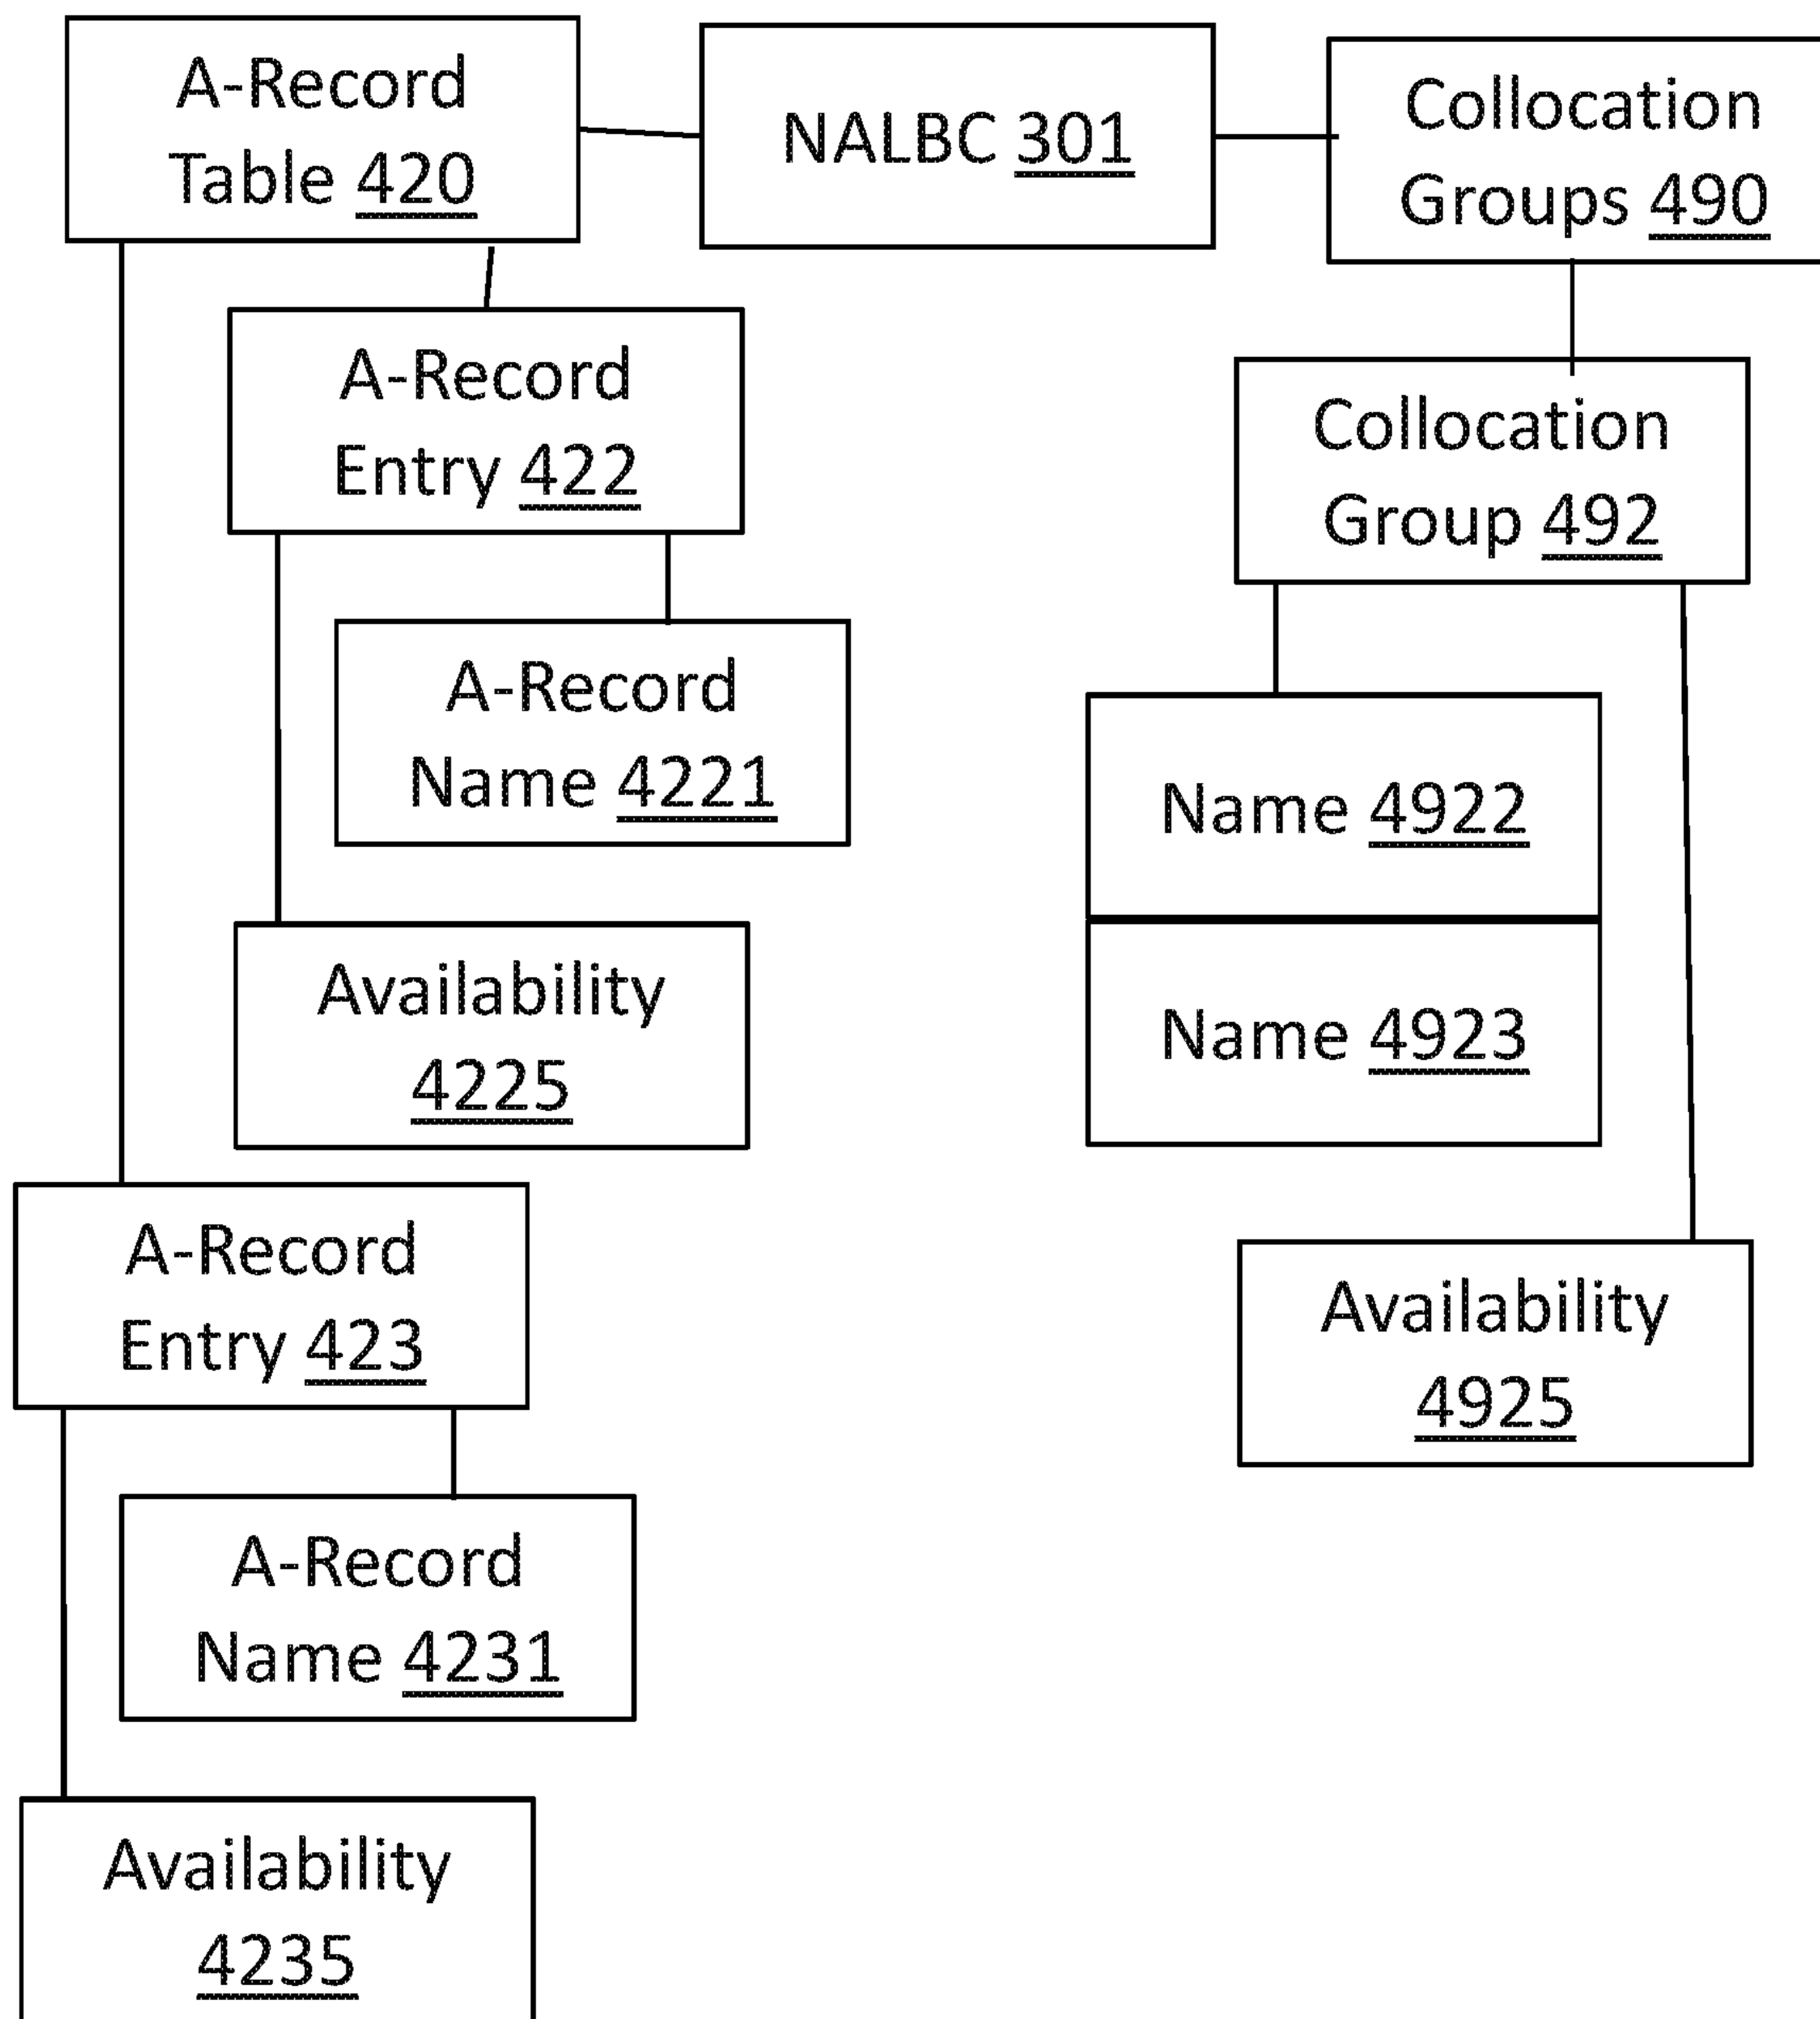 A-Record
Table 420
NALBC 301
Collocation
Groups 490
A-Record
Entry 422
Collocation
Group 492
A-Record
Name 4221
Name 4922
Availability
4225
Name 4923
A-Record
Entry 423
Availability
4925
A-Record
Name 4231
Availability
4235